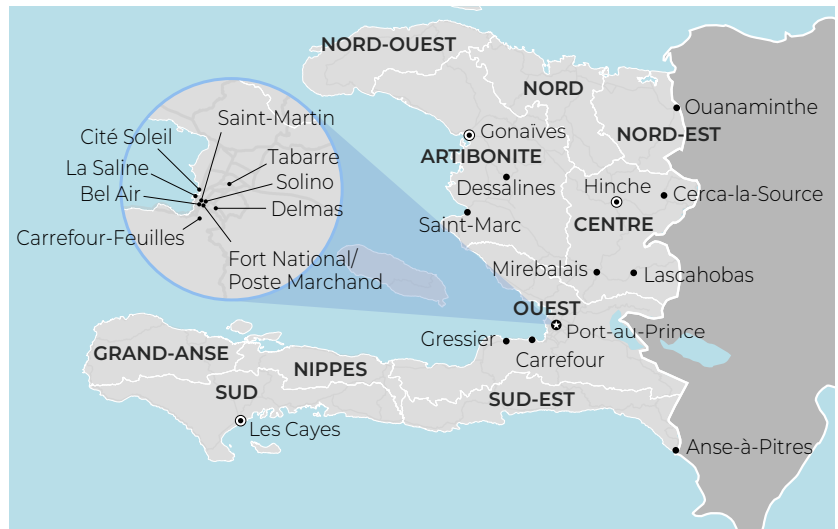 NORD-OUEST
NORD
Ouanaminthe
Saint-Martin
Cité Soleil
Gonaïves
NORD-EST
La Saline
Tabarre
ARTIBONITE
Bel Air
Solino
Dessalines
Hinche
Cerca-la-Source
Delmas
Saint-Marc
CENTRE
Carrefour-Feuilles
Fort National/
Poste Marchand
Mirebalais
Lascahobas
OUEST
Port-au-Prince
Gressier
Carrefour
GRAND-ANSE
NIPPES
SUD
SUD-EST
Les Cayes
Anse-à-Pitres